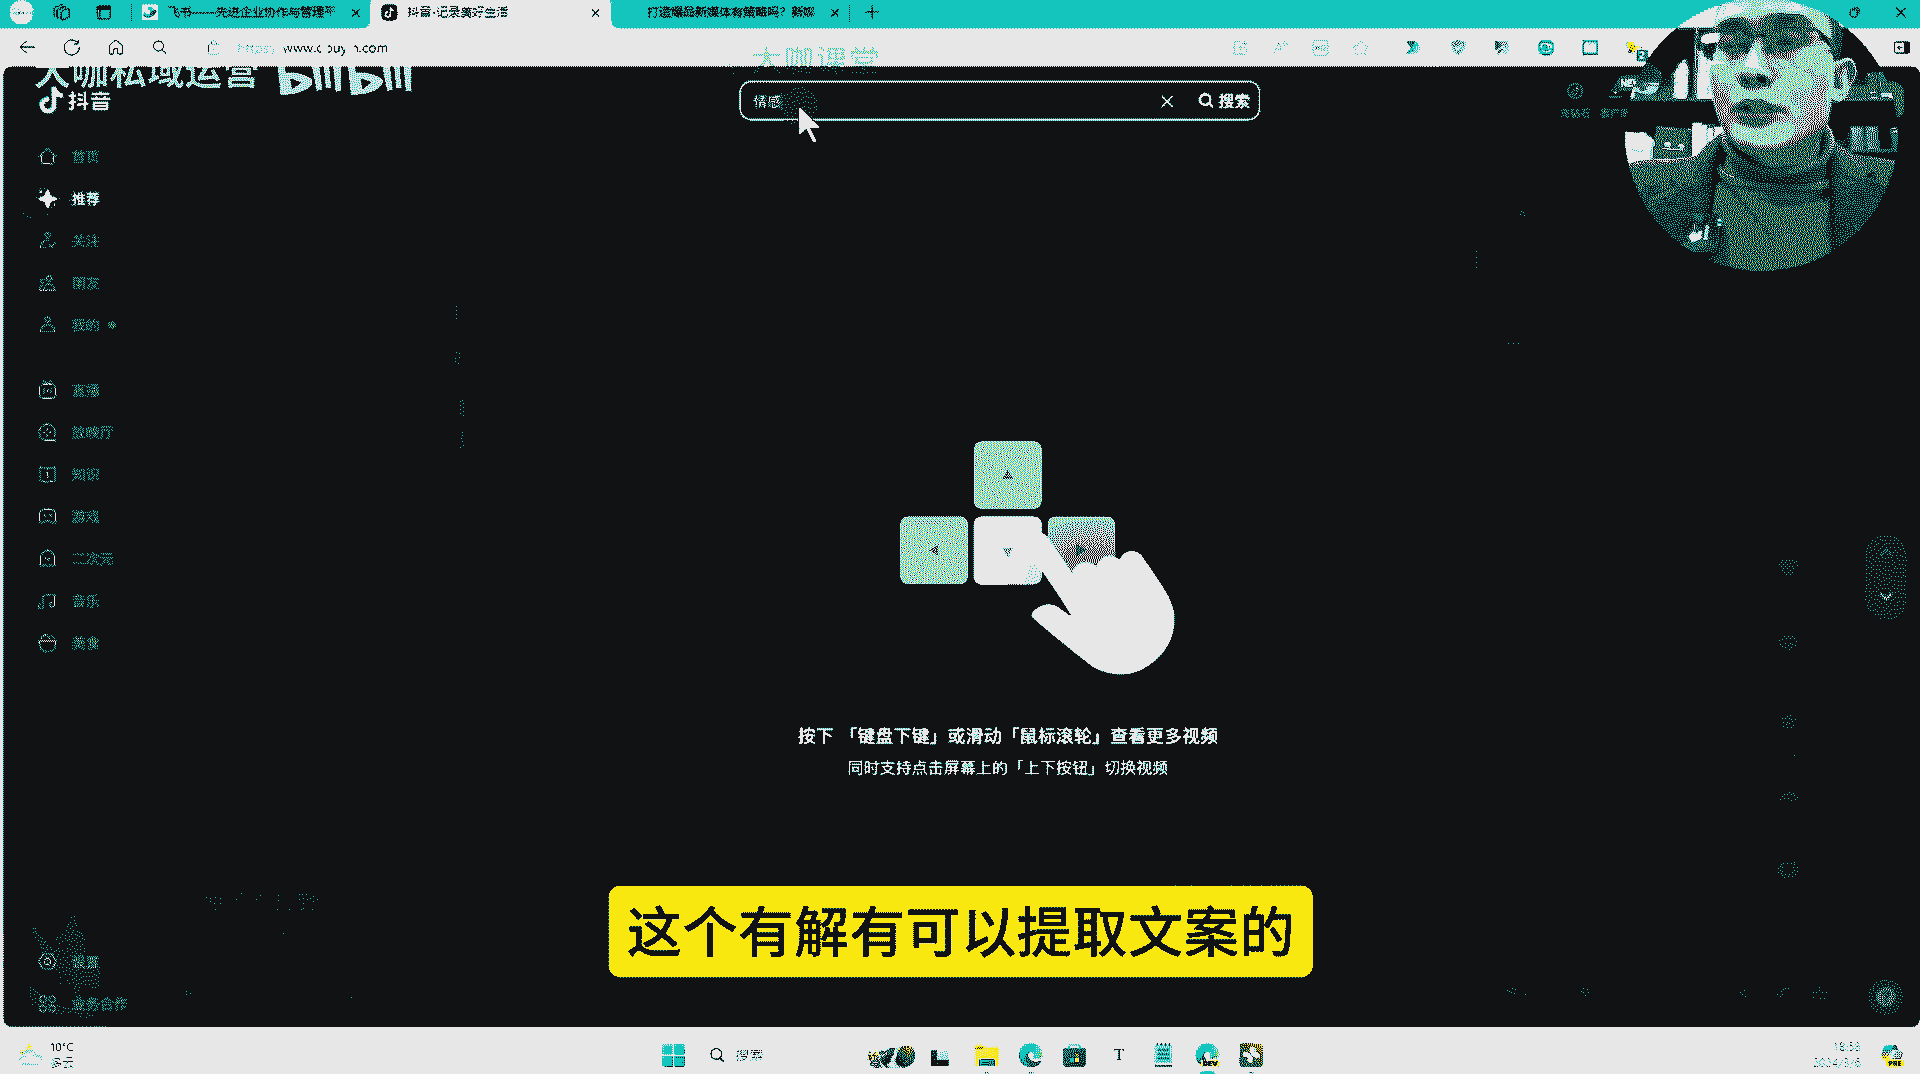 飞书——先进企业协作与管理平
抖音-记录美好生活
打造爆品新媒体有策略吗？新媒
大咖课堂
大咖私域运营 bilibili
抖音
情感
搜索
首页
推荐
关注
朋友
我的
直播
放映厅
知识
游戏
二次元
音乐
美食
按下 「键盘下键」或滑动「鼠标滚轮」查看更多视频
同时支持点击屏幕上的「上下按钮」切换视频
这个有解有可以提取文案的
业务合作
10°C
多云
搜索